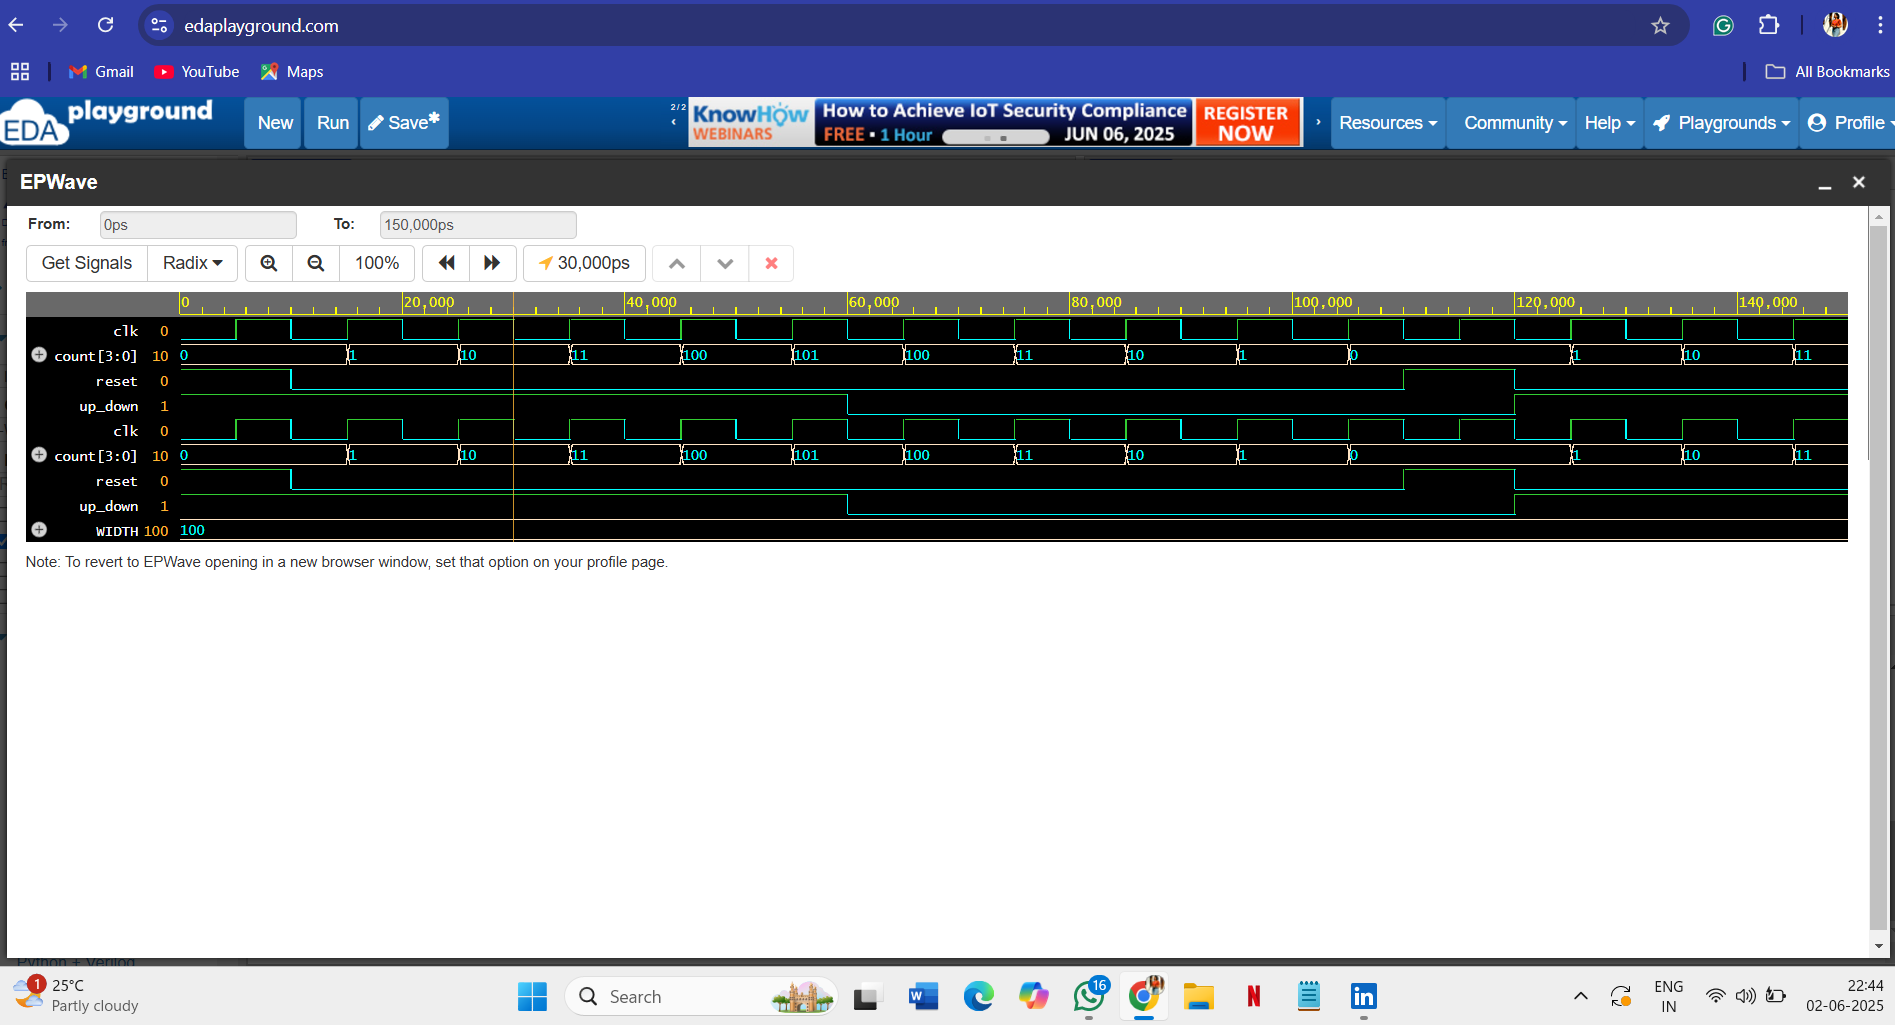 edaplayground.com
Gmail YouTube Maps All Bookmarks
EDA playground New Run Save* 2/2 KnowHow WEBINARS How to Achieve IoT Security Compliance FREE • 1 Hour JUN 06, 2025 REGISTER NOW Resources Community Help Playgrounds Profile
EPWave
From: 0ps To: 150,000ps
Get Signals Radix 100% 30,000ps
0 20,000 40,000 60,000 80,000 100,000 120,000 140,000
clk 0
count[3:0] 10 0 1 10 11 100 101 100 11 10 1 0 1 10 11
reset 0
up_down 1
clk 0
count[3:0] 10 0 1 10 11 100 101 100 11 10 1 0 1 10 11
reset 0
up_down 1
WIDTH 100 100
Note: To revert to EPWave opening in a new browser window, set that option on your profile page.
Python + Verilog
1 25°C
Partly cloudy
Search
16
ENG
IN
22:44
02-06-2025